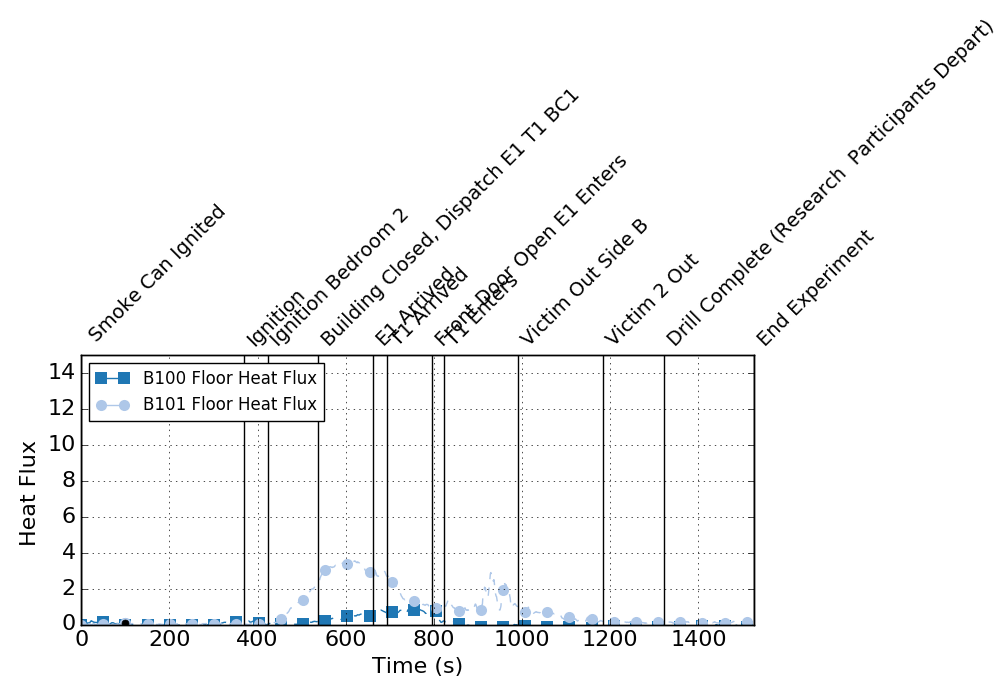 Smoke Can Ignited
Ignition
Ignition Bedroom 2
Building Closed, Dispatch E1 T1 BC1
E1 Arrived
T1 Arrived
Front Door Open E1 Enters
T1 Enters
Victim Out Side B
Victim 2 Out
Drill Complete (Research  Participants Depart)
End Experiment
B100 Floor Heat Flux
B101 Floor Heat Flux
Heat Flux
14
12
10
8
6
4
2
0
0 200 400 600 800 1000 1200 1400
Time (s)